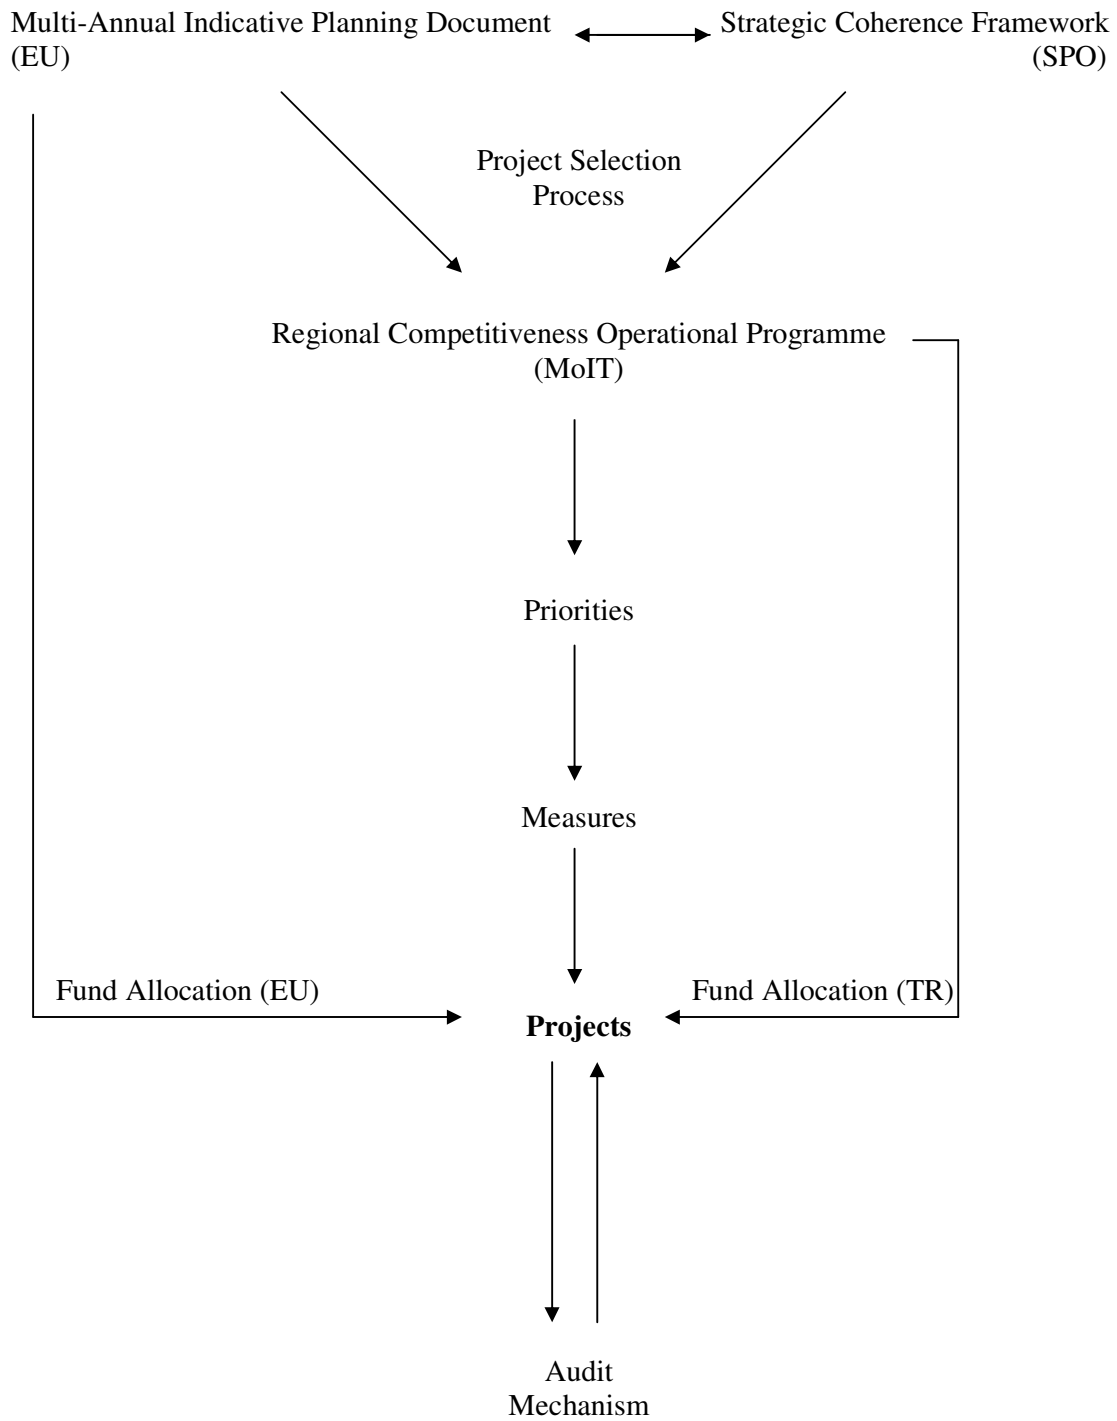 Multi-Annual Indicative Planning Document
(EU)
Strategic Coherence Framework
(SPO)
Project Selection
Process
Regional Competitiveness Operational Programme
(MoIT)
Priorities
Measures
Fund Allocation (EU)
Fund Allocation (TR)
Projects
Audit
Mechanism